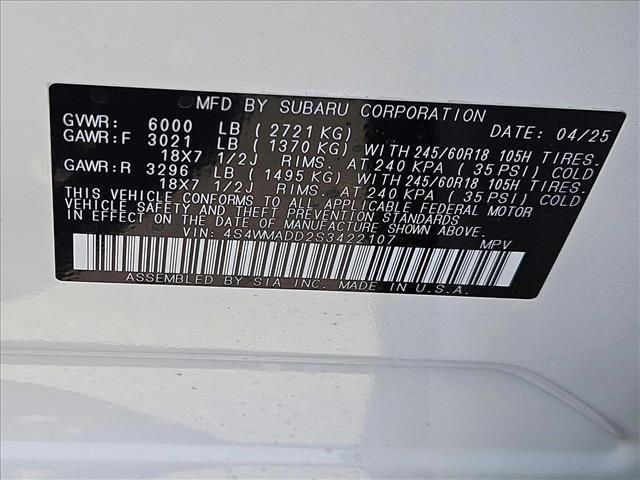 MFD BY SUBARU CORPORATION DATE: 04/25
GVWR: 6000 LB (2721 KG)
GAWR:F 3021 LB (1370 KG) WITH 245/60R18 105H TIRES.
18X7 1/2J RIMS. AT 240 KPA (35 PSI) COLD
GAWR:R 3296 LB (1495 KG) WITH 245/60R18 105H TIRES.
18X7 1/2J RIMS. AT 240 KPA (35 PSI) COLD
THIS VEHICLE CONFORMS TO ALL APPLICABLE FEDERAL MOTOR
VEHICLE SAFETY AND THEFT PREVENTION STANDARDS
IN EFFECT ON THE DATE OF MANUFACTURE SHOWN ABOVE.
VIN: 4S4WMADD2S3422107 MPV
ASSEMBLED BY SIA INC. MADE IN U.S.A.